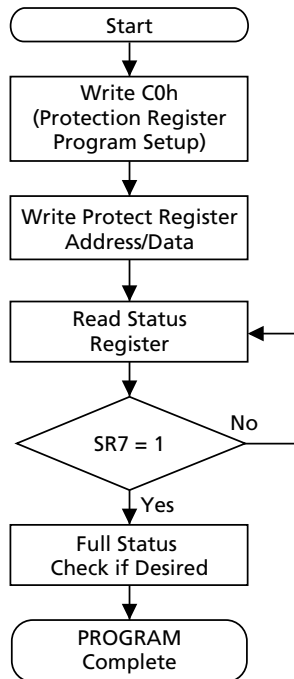 Start
Write C0h
(Protection Register
Program Setup)
Write Protect Register
Address/Data
Read Status
Register
SR7 = 1
No
Yes
Full Status
Check if Desired
PROGRAM
Complete